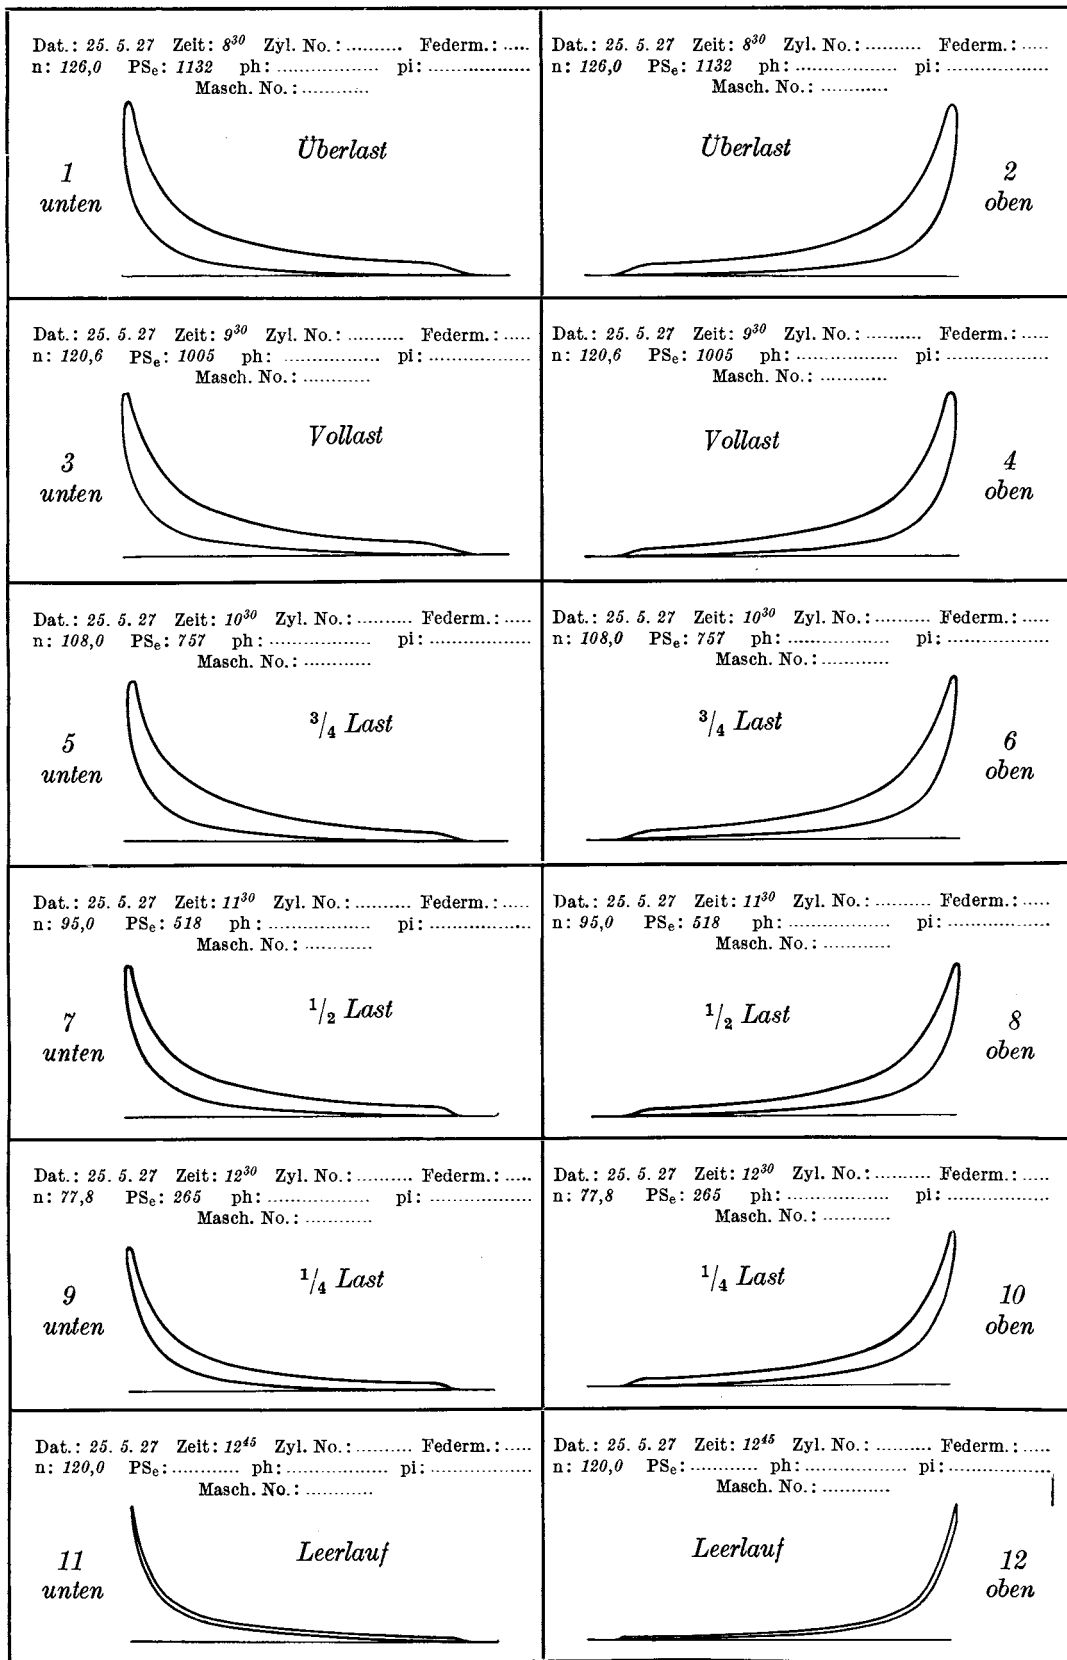 Dat.: 25. 5. 27 Zeit: 8³⁰ Zyl. No.: .......... Federm.: .....
n: 126,0 PSₑ: 1132 ph: ................. pi: .................
Masch. No.: ...........
Überlast
1
unten
Dat.: 25. 5. 27 Zeit: 8³⁰ Zyl. No.: .......... Federm.: .....
n: 126,0 PSₑ: 1132 ph: ................. pi: .................
Masch. No.: ...........
Überlast
2
oben
Dat.: 25. 5. 27 Zeit: 9³⁰ Zyl. No.: .......... Federm.: .....
n: 120,6 PSₑ: 1005 ph: ................. pi: .................
Masch. No.: ...........
Vollast
3
unten
Dat.: 25. 5. 27 Zeit: 9³⁰ Zyl. No.: .......... Federm.: .....
n: 120,6 PSₑ: 1005 ph: ................. pi: .................
Masch. No.: ...........
Vollast
4
oben
Dat.: 25. 5. 27 Zeit: 10³⁰ Zyl. No.: .......... Federm.: .....
n: 108,0 PSₑ: 757 ph: ................. pi: .................
Masch. No.: ...........
³/₄ Last
5
unten
Dat.: 25. 5. 27 Zeit: 10³⁰ Zyl. No.: .......... Federm.: .....
n: 108,0 PSₑ: 757 ph: ................. pi: .................
Masch. No.: ...........
³/₄ Last
6
oben
Dat.: 25. 5. 27 Zeit: 11³⁰ Zyl. No.: .......... Federm.: .....
n: 95,0 PSₑ: 518 ph: ................. pi: .................
Masch. No.: ...........
¹/₂ Last
7
unten
Dat.: 25. 5. 27 Zeit: 11³⁰ Zyl. No.: .......... Federm.: .....
n: 95,0 PSₑ: 518 ph: ................. pi: .................
Masch. No.: ...........
¹/₂ Last
8
oben
Dat.: 25. 5. 27 Zeit: 12³⁰ Zyl. No.: .......... Federm.: .....
n: 77,8 PSₑ: 265 ph: ................. pi: .................
Masch. No.: ...........
¹/₄ Last
9
unten
Dat.: 25. 5. 27 Zeit: 12³⁰ Zyl. No.: .......... Federm.: .....
n: 77,8 PSₑ: 265 ph: ................. pi: .................
Masch. No.: ...........
¹/₄ Last
10
oben
Dat.: 25. 5. 27 Zeit: 12⁴⁵ Zyl. No.: .......... Federm.: .....
n: 120,0 PSₑ: ........... ph: ................. pi: .................
Masch. No.: ...........
Leerlauf
11
unten
Dat.: 25. 5. 27 Zeit: 12⁴⁵ Zyl. No.: .......... Federm.: .....
n: 120,0 PSₑ: ........... ph: ................. pi: .................
Masch. No.: ...........
Leerlauf
12
oben